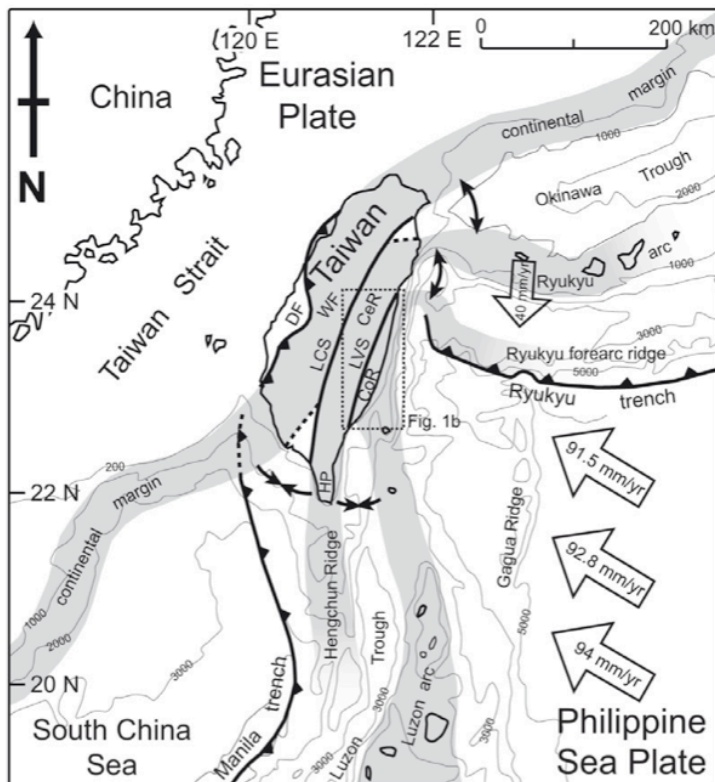 120 E
122 E
0
200 km
China
Eurasian
Plate
continental
margin
1000
N
Okinawa
Trough
2000
Taiwan
Strait
Taiwan
arc
Ryukyu
1000
24 N
40 mm/yr
DF
WF
CeR
LCS
LVS
CoR
3000
Ryukyu forearc ridge
5000
Ryukyu
trench
Fig. 1b
91.5 mm/yr
200
22 N
HP
margin
continental
Hengchun Ridge
Gagua Ridge
92.8 mm/yr
1000
2000
3000
5000
Trough
94 mm/yr
20 N
trench
Manila
3000
3000
Luzon
Luzon
arc
South China
Sea
Philippine
Sea Plate